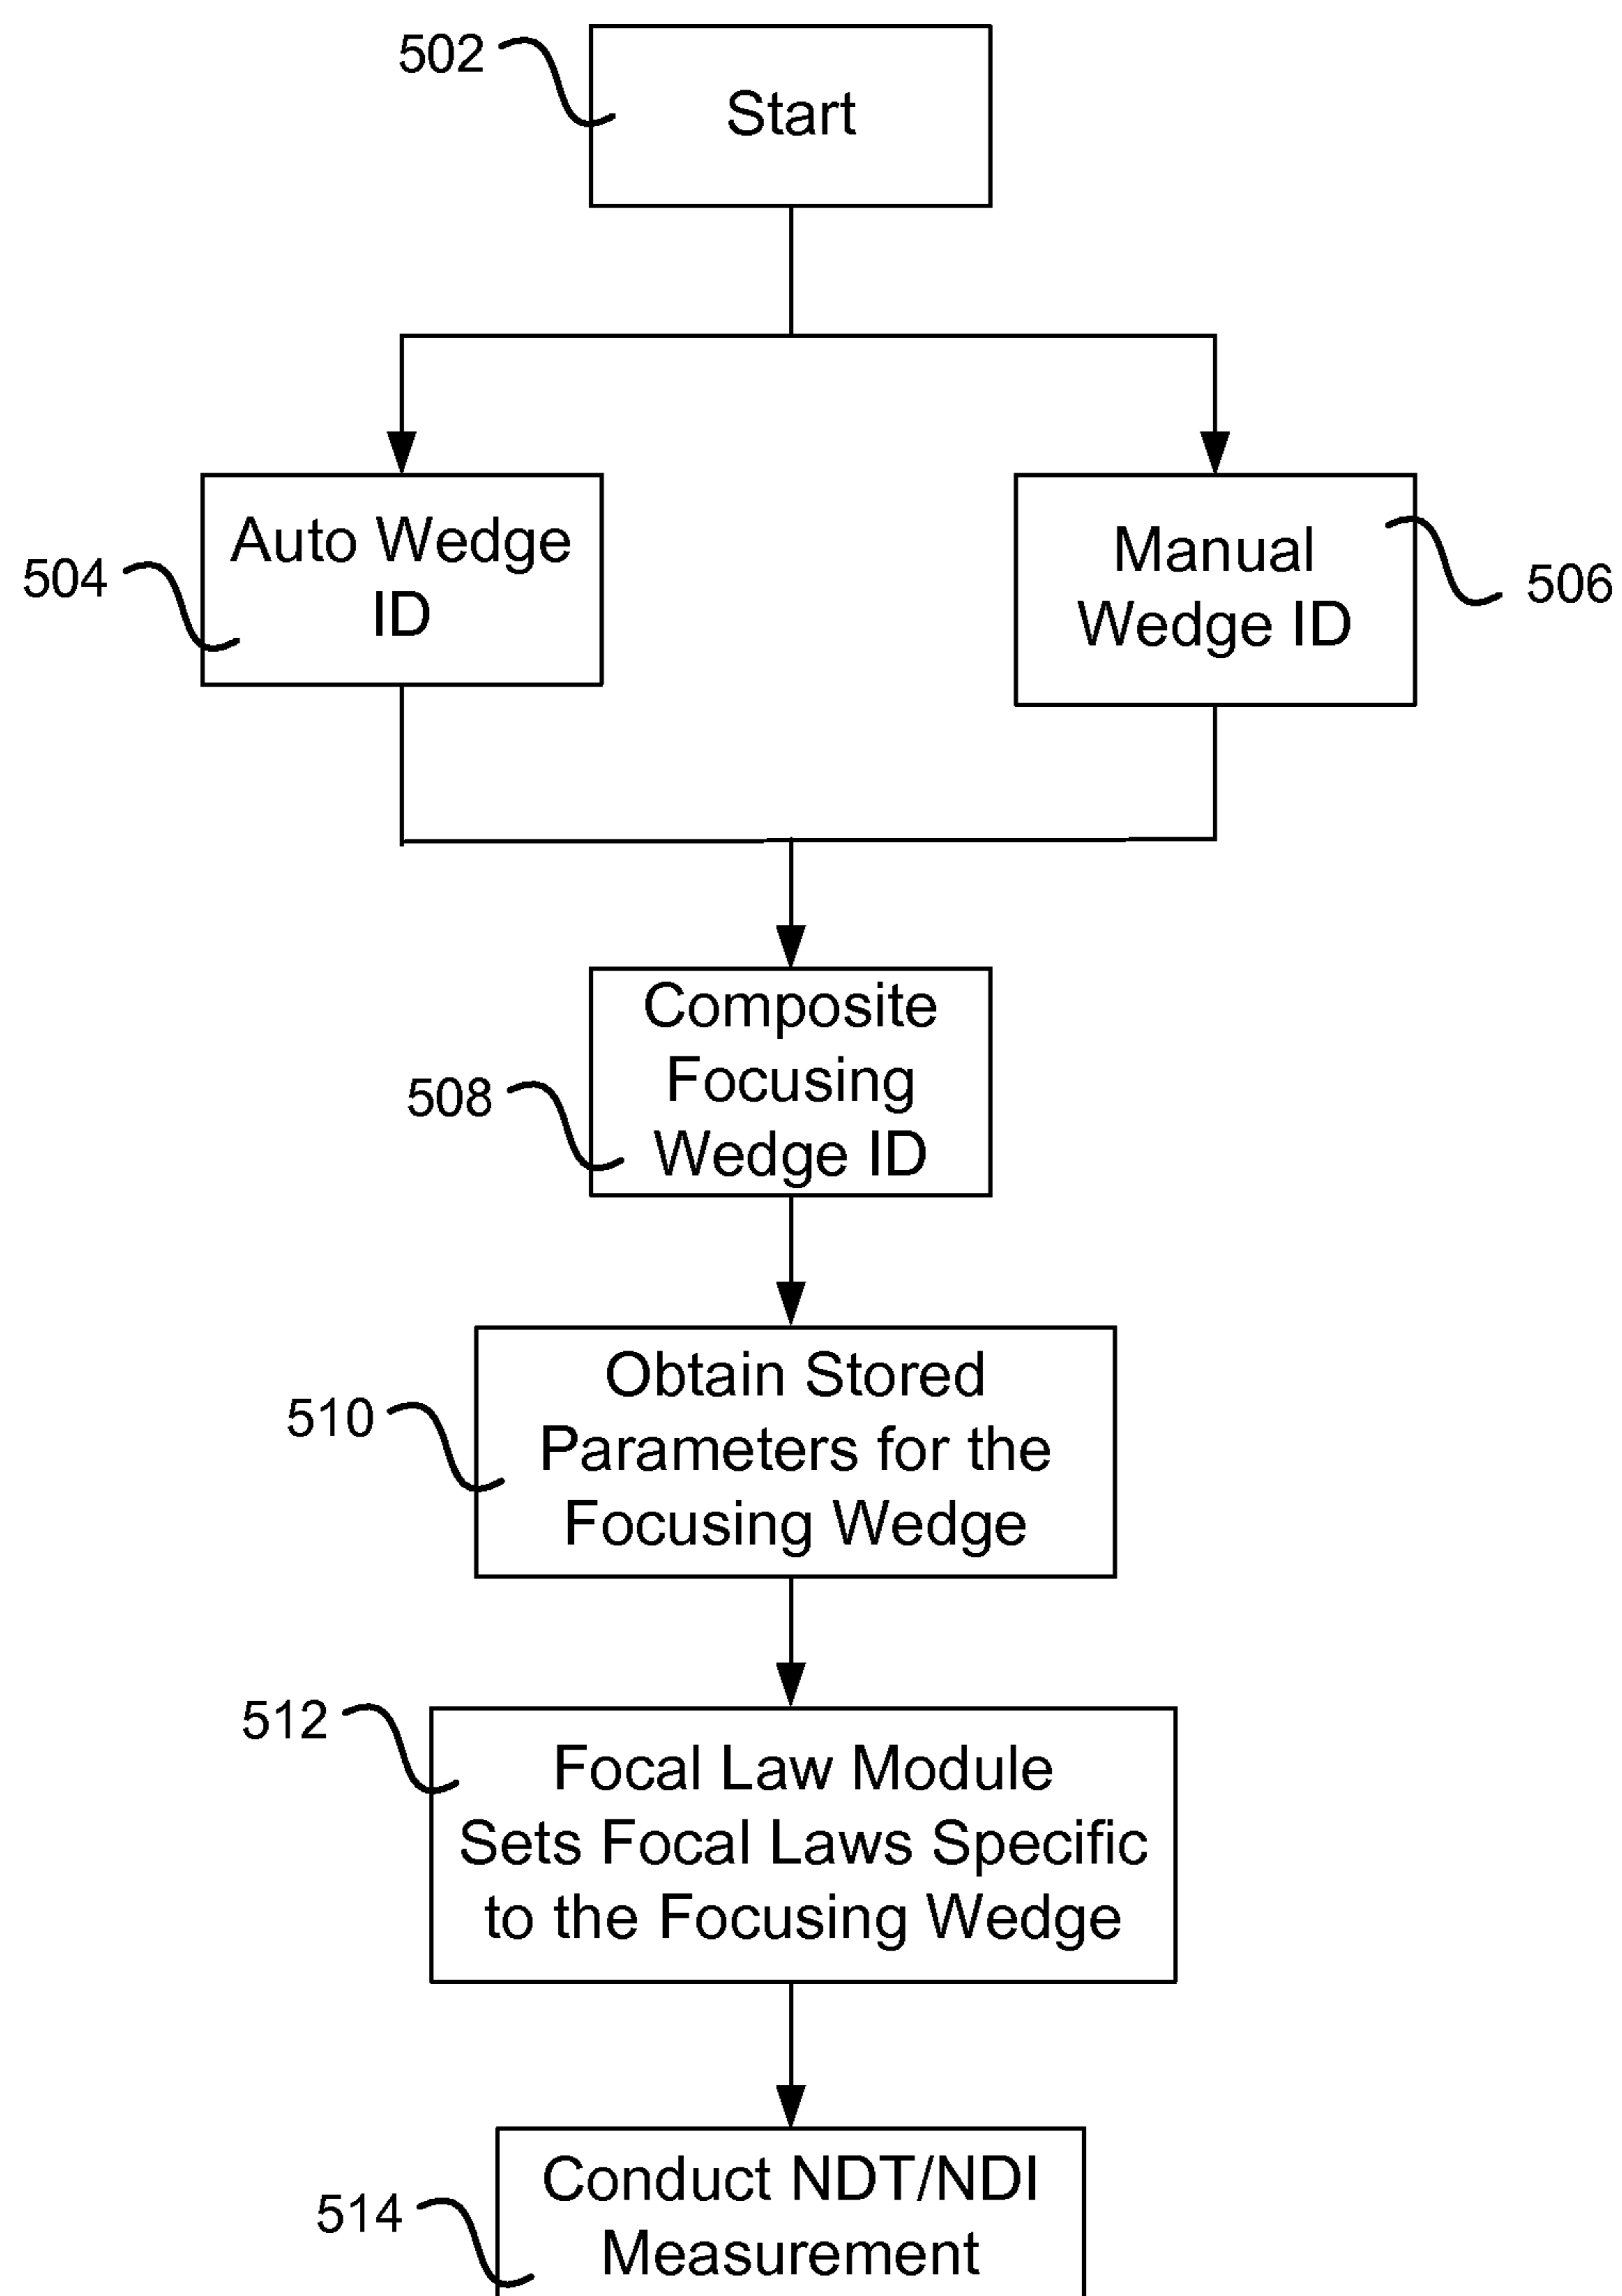 502
Start
504
Auto Wedge
ID
Manual
Wedge ID
506
508
Composite
Focusing
Wedge ID
510
Obtain Stored
Parameters for the
Focusing Wedge
512
Focal Law Module
Sets Focal Laws Specific
to the Focusing Wedge
514
Conduct NDT/NDI
Measurement